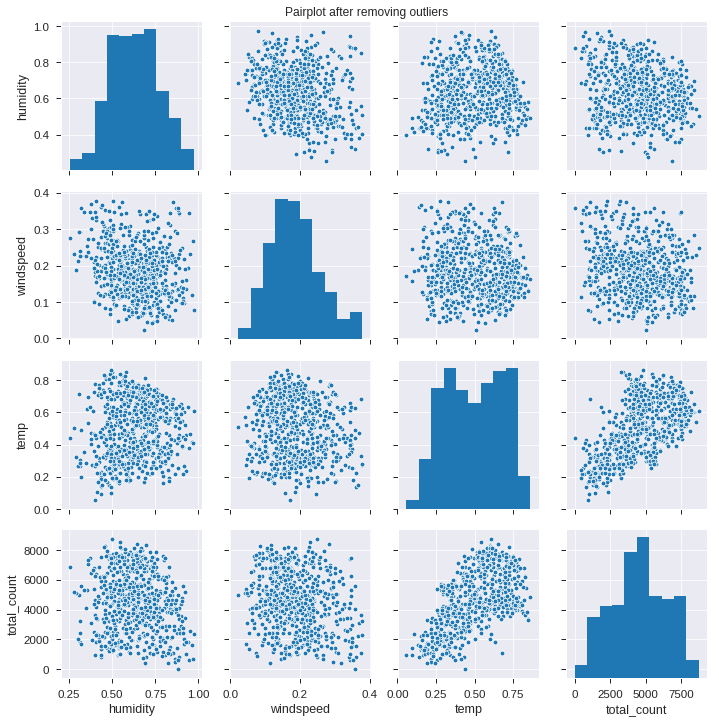 Pairplot after removing outliers
humidity
1.0
0.8
0.6
0.4
windspeed
0.4
0.3
0.2
0.1
0.0
temp
0.8
0.6
0.4
0.2
0.0
total_count
8000
6000
4000
2000
0
0.25 0.50 0.75 1.00
humidity
0.0 0.2 0.4
windspeed
0.00 0.25 0.50 0.75
temp
0 2500 5000 7500
total_count